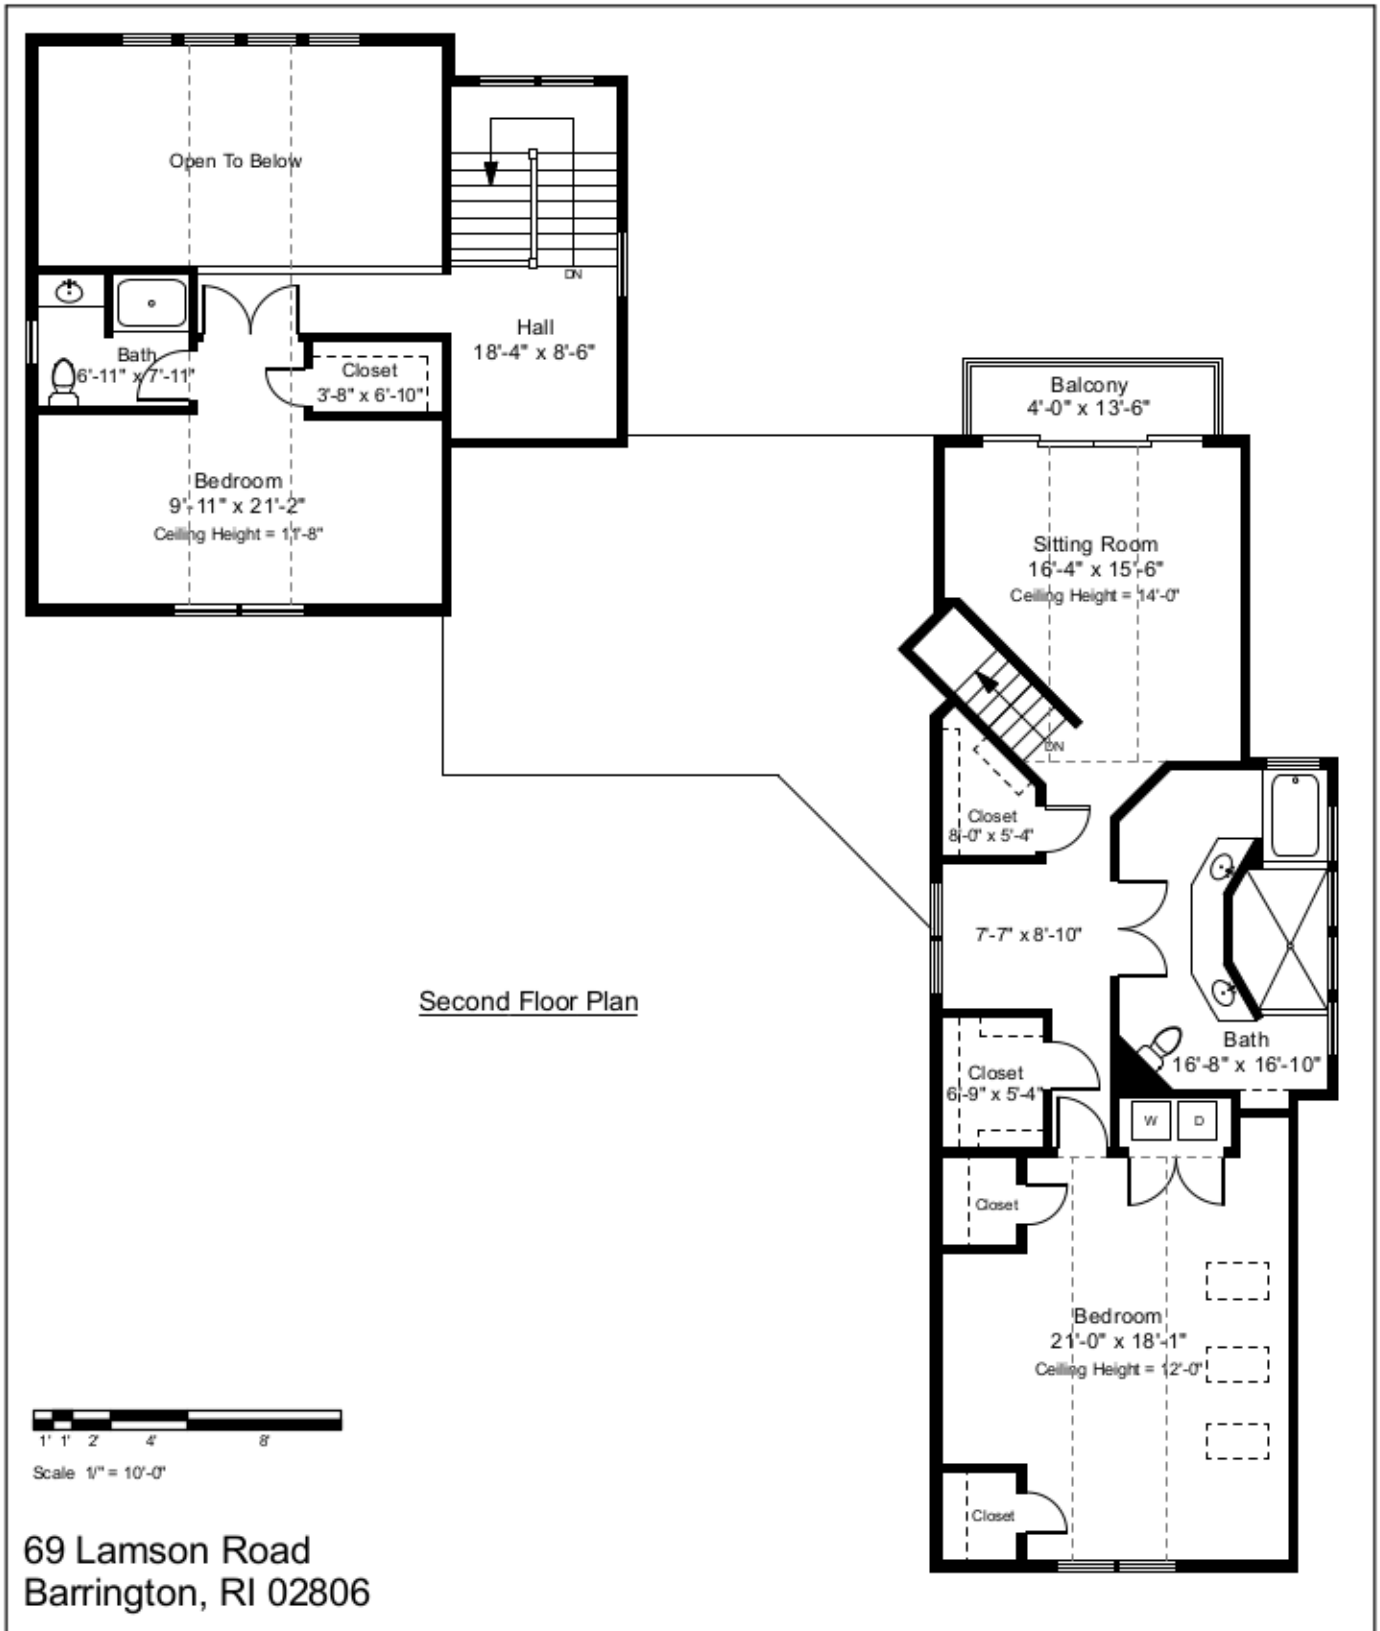 Open To Below
DN
Hall
18'-4" x 8'-6"
Bath
6'-11" x 7'-11"
Closet
3'-8" x 6'-10"
Balcony
4'-0" x 13'-6"
Bedroom
9'-11" x 21'-2"
Ceiling Height = 11'-8"
Sitting Room
16'-4" x 15'-6"
Ceiling Height = 14'-0"
DN
Closet
8'-0" x 5'-4"
7'-7" x 8'-10"
Second Floor Plan
Bath
16'-8" x 16'-10"
Closet
6'-9" x 5'-4"
W
D
Closet
Bedroom
21'-0" x 18'-1"
Ceiling Height = 12'-0"
1' 1' 2' 4' 8'
Scale 1/" = 10'-0"
Closet
69 Lamson Road
Barrington, RI 02806